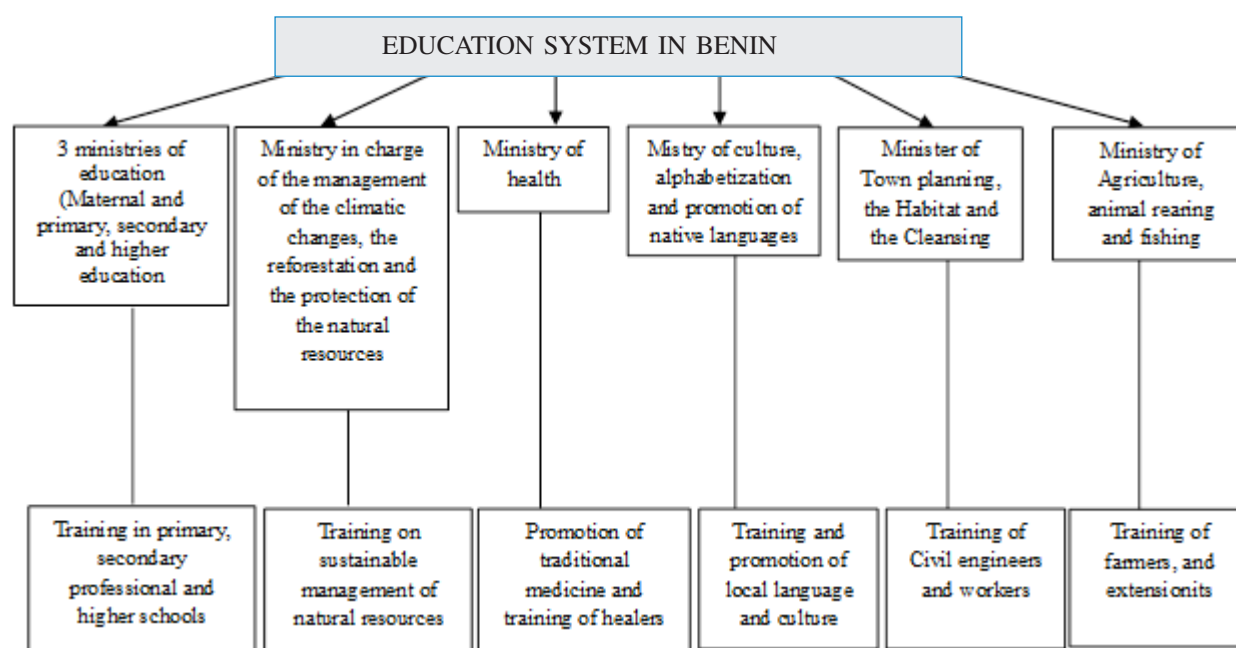 EDUCATION SYSTEM IN BENIN
3 ministries of
education
(Maternal and
primary, secondary
and higher
education
Ministry in charge
of the management
of the climatic
changes, the
reforestation and
the protection of
the natural
resources
Ministry of
health
Mistry of culture,
alphabetization
and promotion of
native languages
Minister of
Town planning,
the Habitat and
the Cleansing
Ministry of
Agriculture,
animal rearing
and fishing
Training in primary,
secondary
professional and
higher schools
Training on
sustainable
management of
natural resources
Promotion of
traditional
medicine and
training of healers
Training and
promotion of
local language
and culture
Training of
Civil engineers
and workers
Training of
farmers, and
extensionits